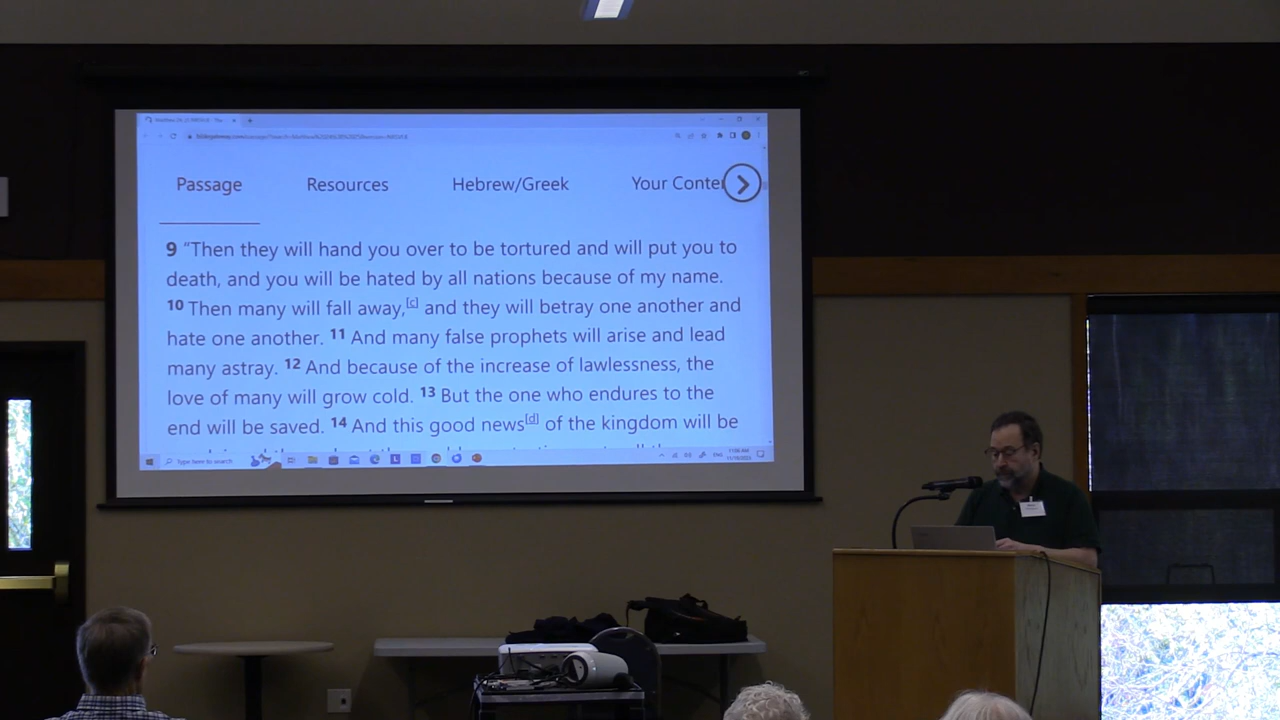 Passage Resources Hebrew/Greek Your Conte
9 “Then they will hand you over to be tortured and will put you to
death, and you will be hated by all nations because of my name.
10 Then many will fall away,[c] and they will betray one another and
hate one another. 11 And many false prophets will arise and lead
many astray. 12 And because of the increase of lawlessness, the
love of many will grow cold. 13 But the one who endures to the
end will be saved. 14 And this good news[d] of the kingdom will be
Type here to search
ENG